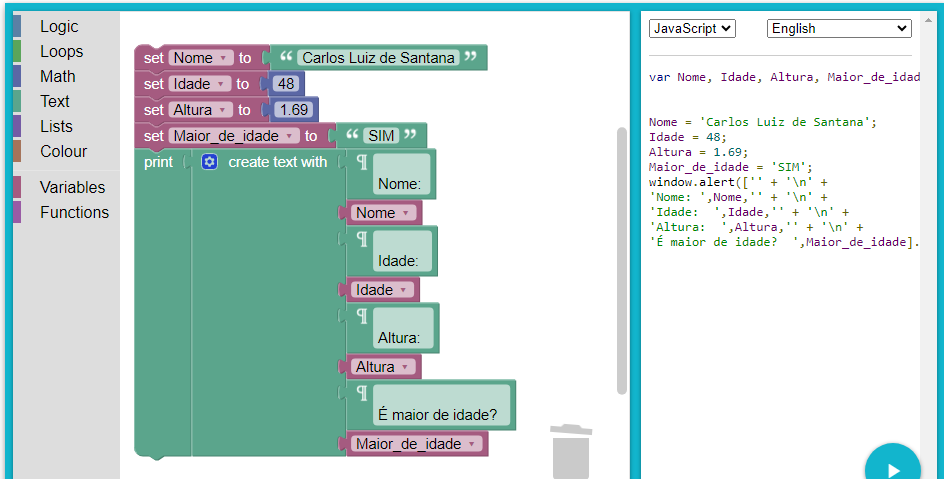 Logic
Loops
Math
Text
Lists
Colour
Variables
Functions
set Nome to “ Carlos Luiz de Santana ”
set Idade to 48
set Altura to 1.69
set Maior_de_idade to “ SIM ”
print create text with ¶
Nome:
Nome
¶
Idade:
Idade
¶
Altura:
Altura
¶
É maior de idade?
Maior_de_idade
JavaScript English
var Nome, Idade, Altura, Maior_de_idad
Nome = 'Carlos Luiz de Santana';
Idade = 48;
Altura = 1.69;
Maior_de_idade = 'SIM';
window.alert(['' + '\n' +
'Nome: ',Nome,'' + '\n' +
'Idade:  ',Idade,'' + '\n' +
'Altura:  ',Altura,'' + '\n' +
'É maior de idade?  ',Maior_de_idade].